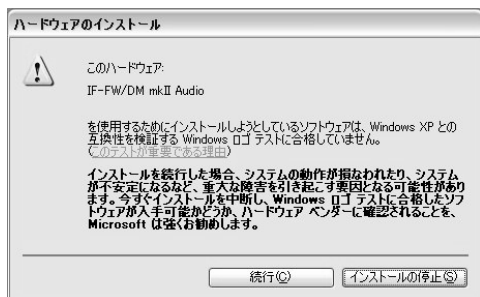 ハードウェアのインストール
このハードウェア:
IF-FW/DM mkII Audio
を使用するためにインストールしようとしているソフトウェアは、Windows XP との
互換性を検証する Windows ロゴ テストに合格していません。
(このテストが重要である理由)
インストールを続行した場合、システムの動作が損なわれたり、システム
が不安定になるなど、重大な障害を引き起こす要因となる可能性があり
ます。今すぐインストールを中断し、Windows ロゴ テストに合格したソフ
トウェアが入手可能かどうか、ハードウェア ベンダーに確認されることを、
Microsoft は強くお勧めします。
続行(C)
インストールの停止(S)